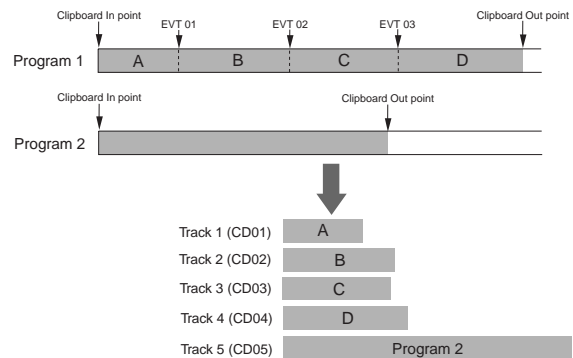 Clipboard In point EVT 01 EVT 02 EVT 03 Clipboard Out point
Program 1 A B C D
Clipboard In point Clipboard Out point
Program 2
Track 1 (CD01) A
Track 2 (CD02) B
Track 3 (CD03) C
Track 4 (CD04) D
Track 5 (CD05) Program 2